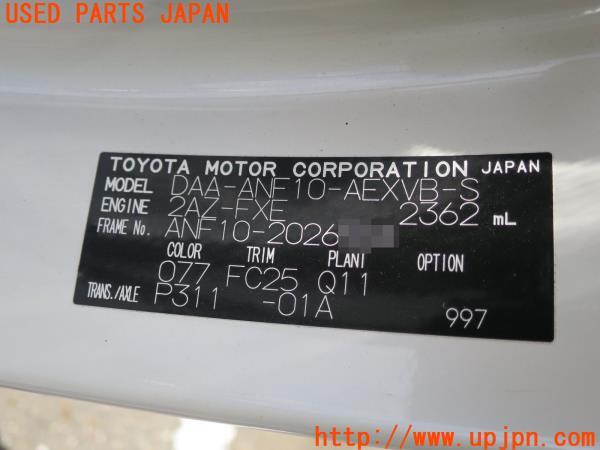 USED PARTS JAPAN
TOYOTA MOTOR CORPORATION JAPAN
MODEL DAA-ANF10-AEXVB-S
ENGINE 2AZ-FXE 2362 mL
FRAME No. ANF10-2026
COLOR TRIM PLANT OPTION
077 FC25 Q11
TRANS./AXLE P311 -01A
997
http://www.upjpn.com/